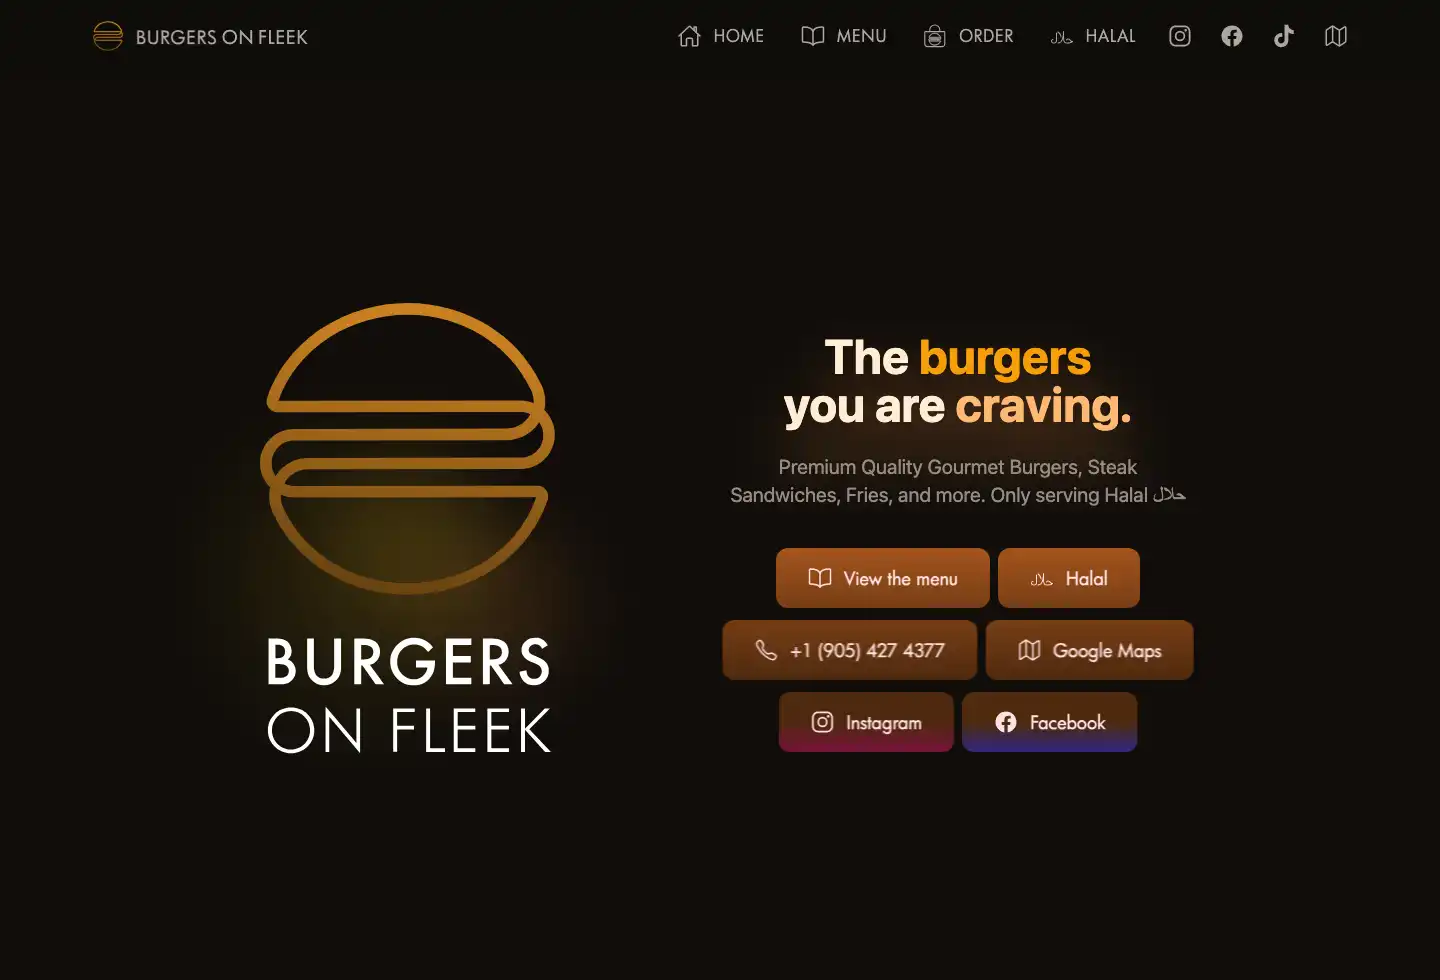 BURGERS ON FLEEK
HOME
MENU
ORDER
حلال HALAL
BURGERS
ON FLEEK
The burgers
you are craving.
Premium Quality Gourmet Burgers, Steak
Sandwiches, Fries, and more. Only serving Halal حلال
View the menu
حلال Halal
+1 (905) 427 4377
Google Maps
Instagram
Facebook